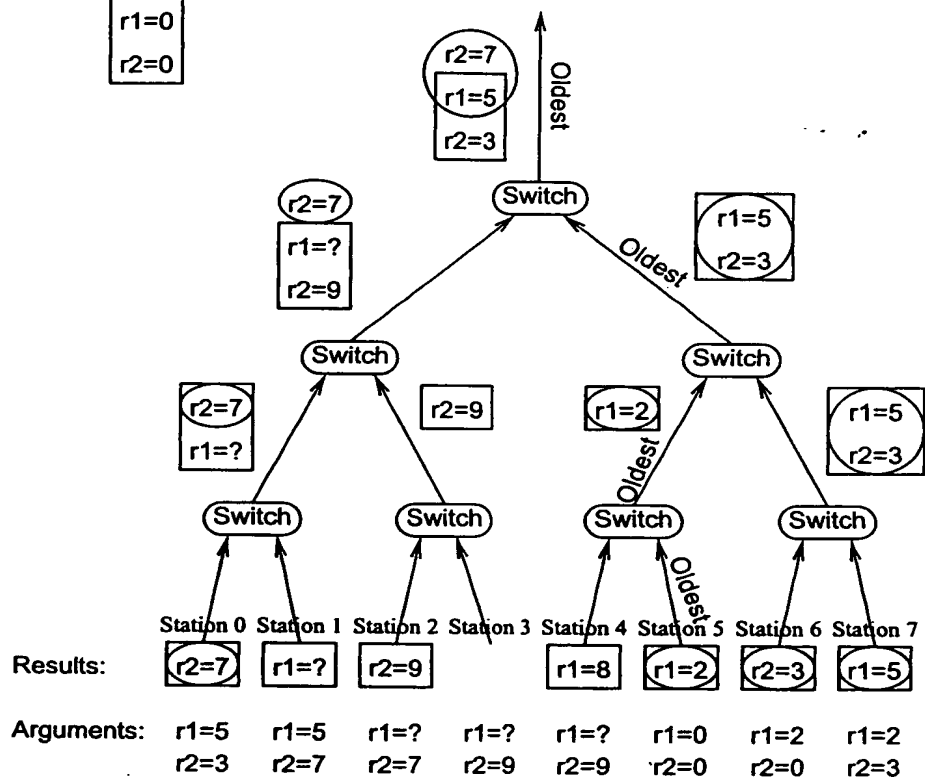 r1=0
r2=0
r2=7
r1=5
r2=3
Oldest
Switch
r2=7
r1=?
r2=9
Oldest
r1=5
r2=3
Switch
Switch
r2=7
r1=?
r2=9
r1=2
Oldest
r1=5
r2=3
Switch
Switch
Switch
Switch
Oldest
Station 0 Station 1 Station 2 Station 3 Station 4 Station 5 Station 6 Station 7
Results: r2=7 r1=? r2=9 r1=8 r1=2 r2=3 r1=5
Arguments: r1=5 r1=5 r1=? r1=? r1=? r1=0 r1=2 r1=2
r2=3 r2=7 r2=7 r2=9 r2=9 r2=0 r2=0 r2=3